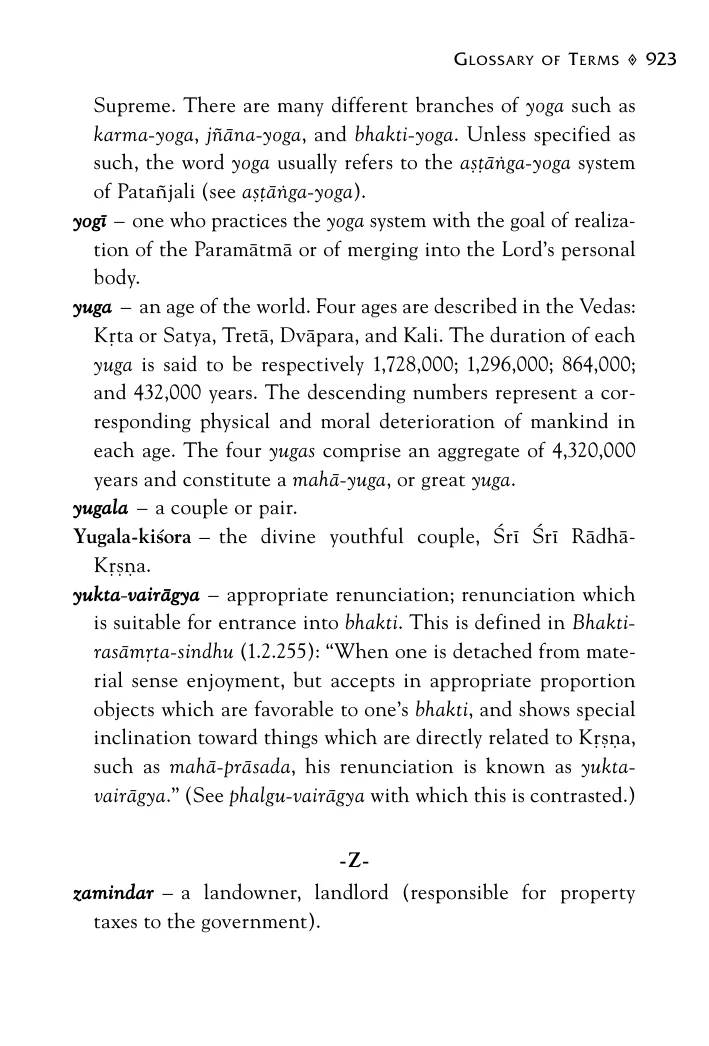 GLOSSARY OF TERMS ◊ 923
Supreme. There are many different branches of yoga such as
karma-yoga, jñāna-yoga, and bhakti-yoga. Unless specified as
such, the word yoga usually refers to the aṣṭāṅga-yoga system
of Patañjali (see aṣṭāṅga-yoga).
yogī – one who practices the yoga system with the goal of realiza-
tion of the Paramātmā or of merging into the Lord’s personal
body.
yuga – an age of the world. Four ages are described in the Vedas:
Kṛta or Satya, Tretā, Dvāpara, and Kali. The duration of each
yuga is said to be respectively 1,728,000; 1,296,000; 864,000;
and 432,000 years. The descending numbers represent a cor-
responding physical and moral deterioration of mankind in
each age. The four yugas comprise an aggregate of 4,320,000
years and constitute a mahā-yuga, or great yuga.
yugala – a couple or pair.
Yugala-kiśora – the divine youthful couple, Śrī Śrī Rādhā-
Kṛṣṇa.
yukta-vairāgya – appropriate renunciation; renunciation which
is suitable for entrance into bhakti. This is defined in Bhakti-
rasāmṛta-sindhu (1.2.255): “When one is detached from mate-
rial sense enjoyment, but accepts in appropriate proportion
objects which are favorable to one’s bhakti, and shows special
inclination toward things which are directly related to Kṛṣṇa,
such as mahā-prāsada, his renunciation is known as yukta-
vairāgya.” (See phalgu-vairāgya with which this is contrasted.)
-Z-
zamindar – a landowner, landlord (responsible for property
taxes to the government).